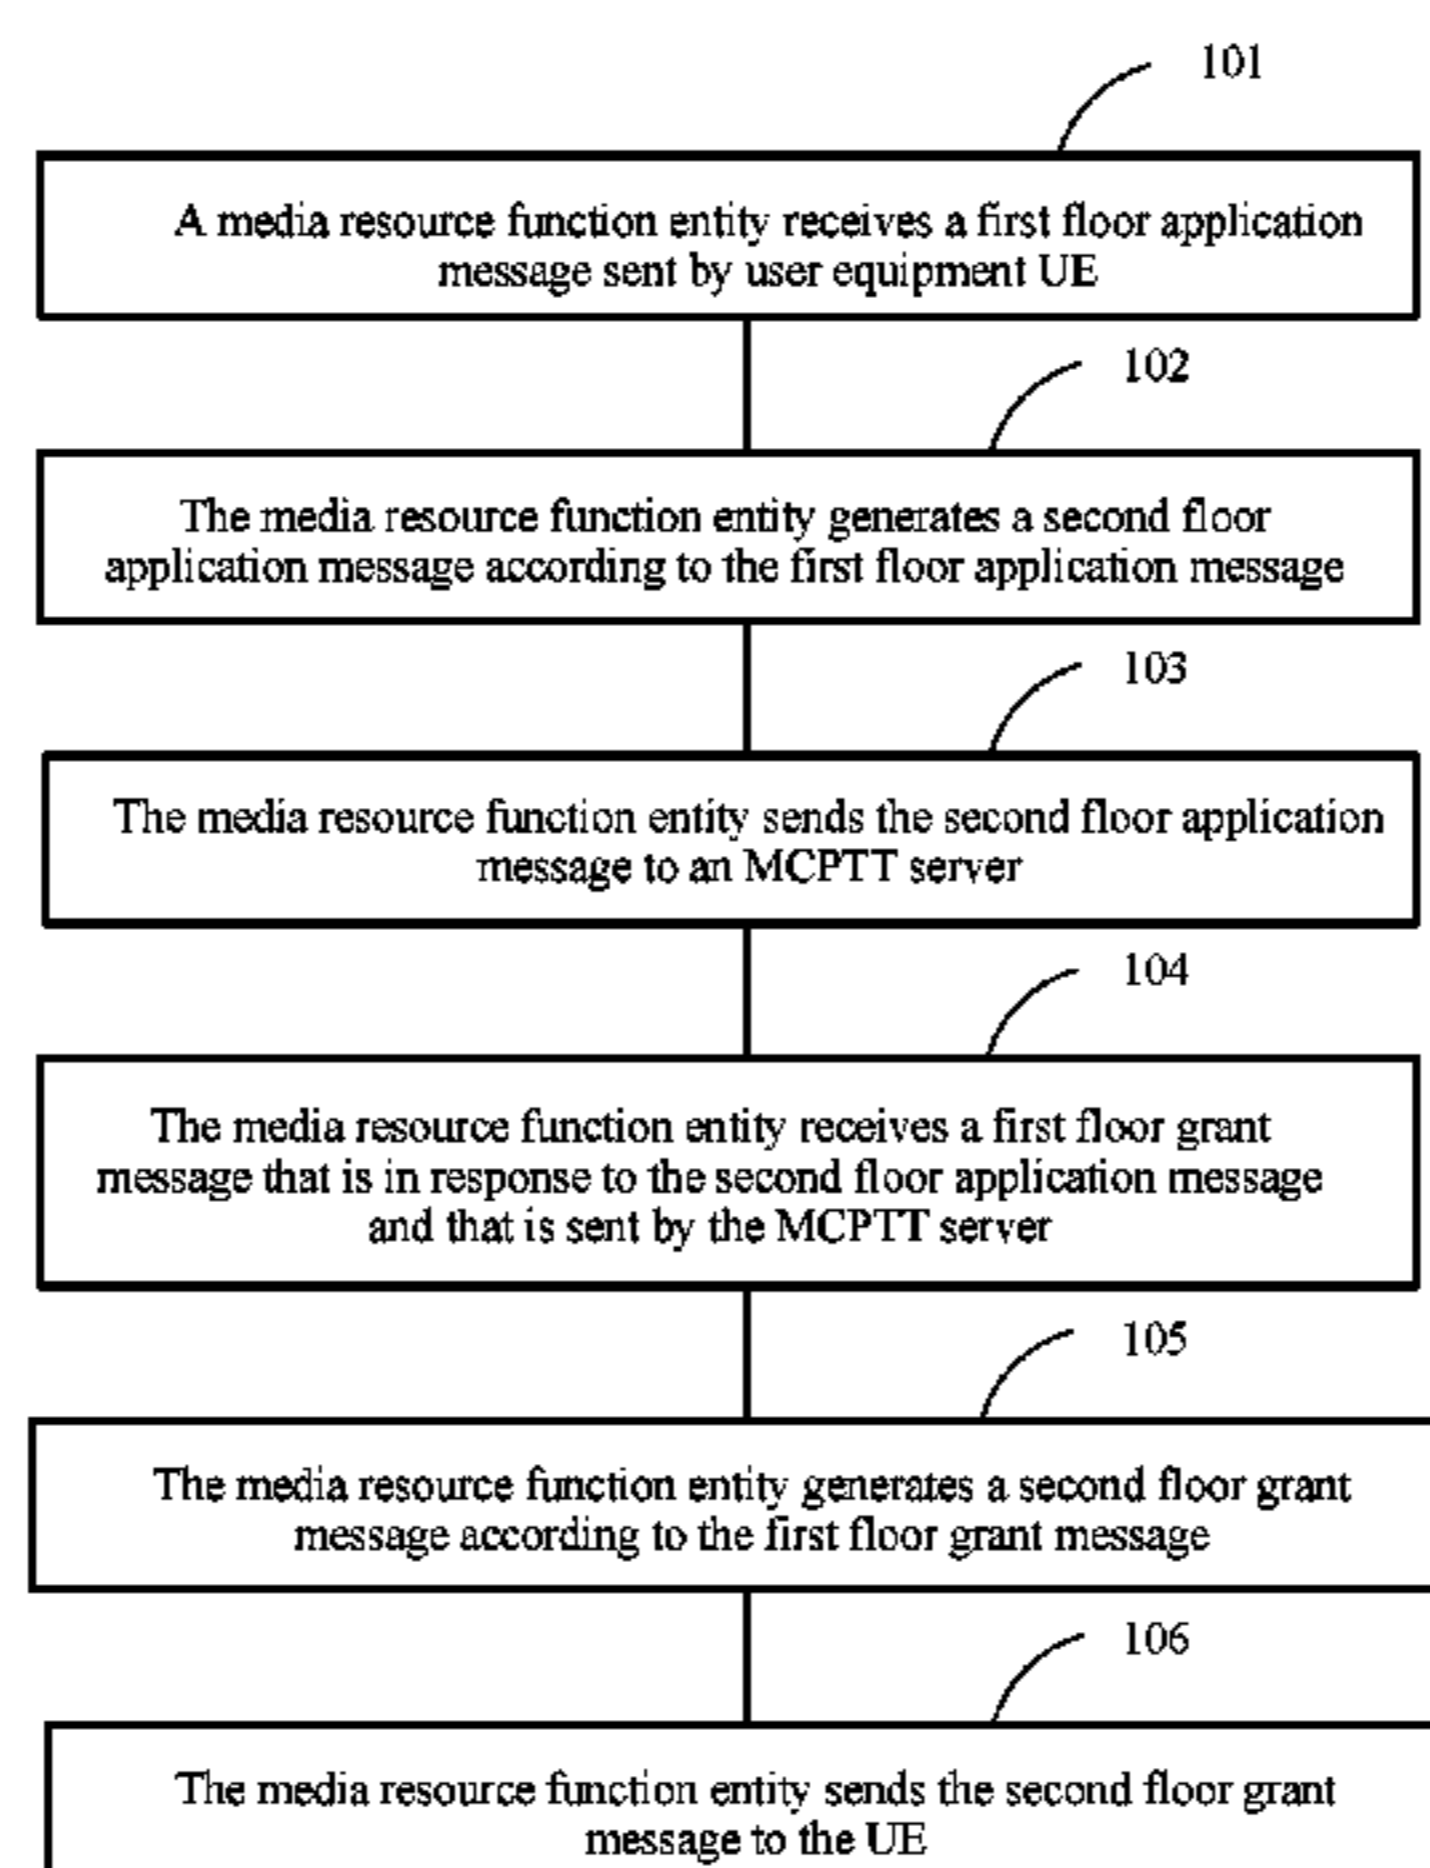 101
A media resource function entity receives a first floor application
message sent by user equipment UE
102
The media resource function entity generates a second floor
application message according to the first floor application message
103
The media resource function entity sends the second floor application
message to an MCPTT server
104
The media resource function entity receives a first floor grant
message that is in response to the second floor application message
and that is sent by the MCPTT server
105
The media resource function entity generates a second floor grant
message according to the first floor grant message
106
The media resource function entity sends the second floor grant
message to the UE